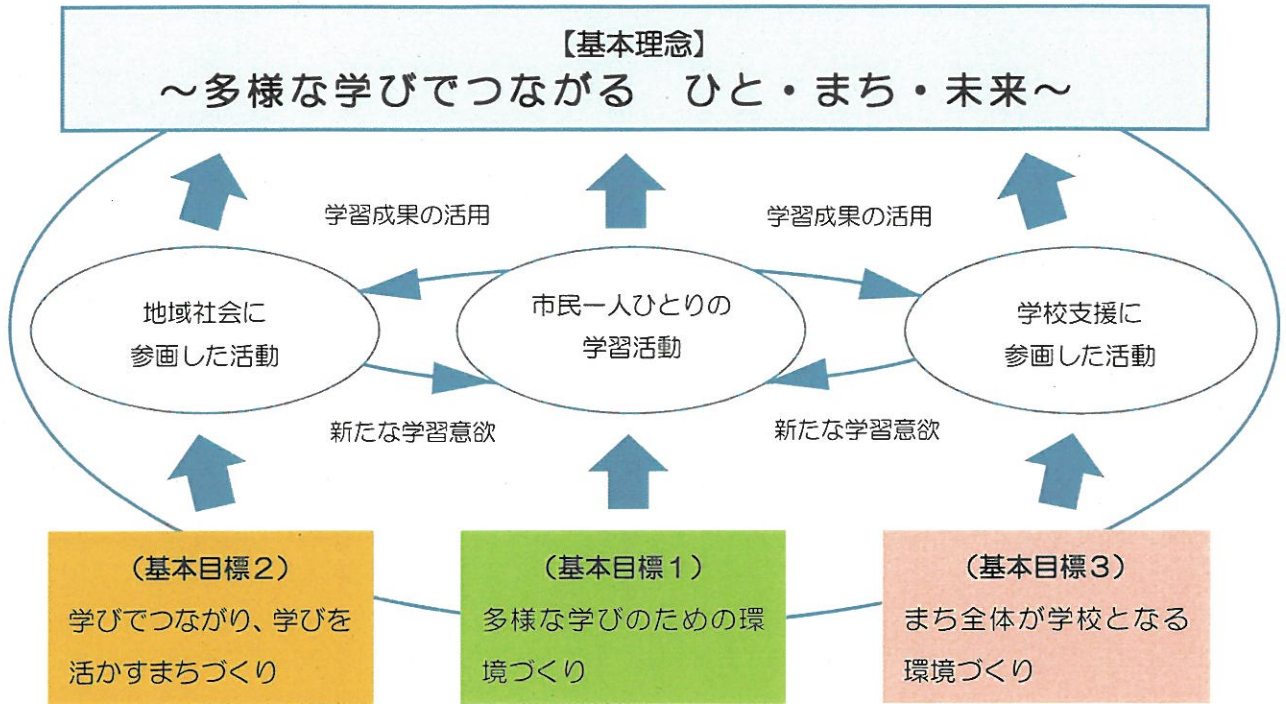 【基本理念】
～多様な学びでつながる　ひと・まち・未来～
学習成果の活用
学習成果の活用
地域社会に
参画した活動
市民一人ひとりの
学習活動
学校支援に
参画した活動
新たな学習意欲
新たな学習意欲
（基本目標２）
学びでつながり、学びを
活かすまちづくり
（基本目標１）
多様な学びのための環
境づくり
（基本目標３）
まち全体が学校となる
環境づくり